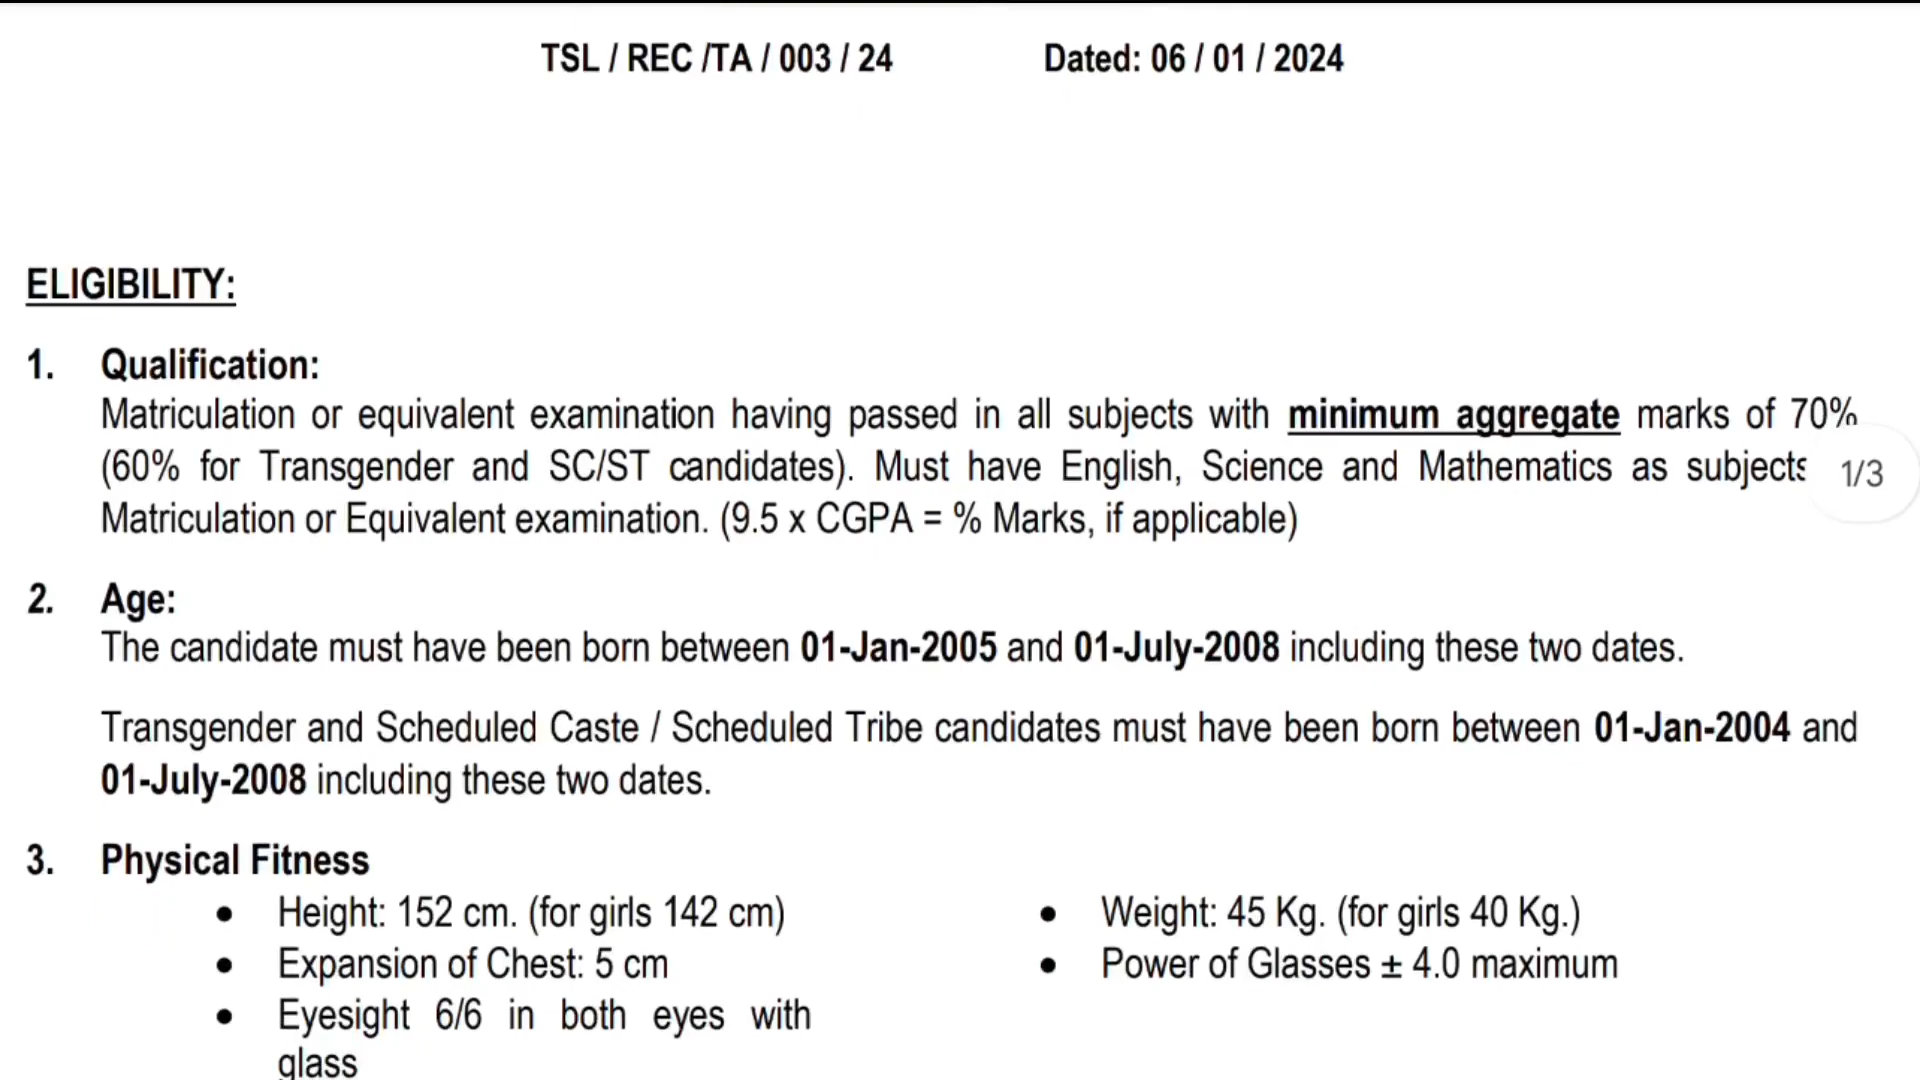 TSL / REC /TA / 003 / 24 Dated: 06 / 01 / 2024
ELIGIBILITY:
1. Qualification:
Matriculation or equivalent examination having passed in all subjects with minimum aggregate marks of 70%
(60% for Transgender and SC/ST candidates). Must have English, Science and Mathematics as subjects
1/3
Matriculation or Equivalent examination. (9.5 x CGPA = % Marks, if applicable)
2. Age:
The candidate must have been born between 01-Jan-2005 and 01-July-2008 including these two dates.
Transgender and Scheduled Caste / Scheduled Tribe candidates must have been born between 01-Jan-2004 and
01-July-2008 including these two dates.
3. Physical Fitness
• Height: 152 cm. (for girls 142 cm)
• Expansion of Chest: 5 cm
• Eyesight 6/6 in both eyes with
glass
• Weight: 45 Kg. (for girls 40 Kg.)
• Power of Glasses ± 4.0 maximum